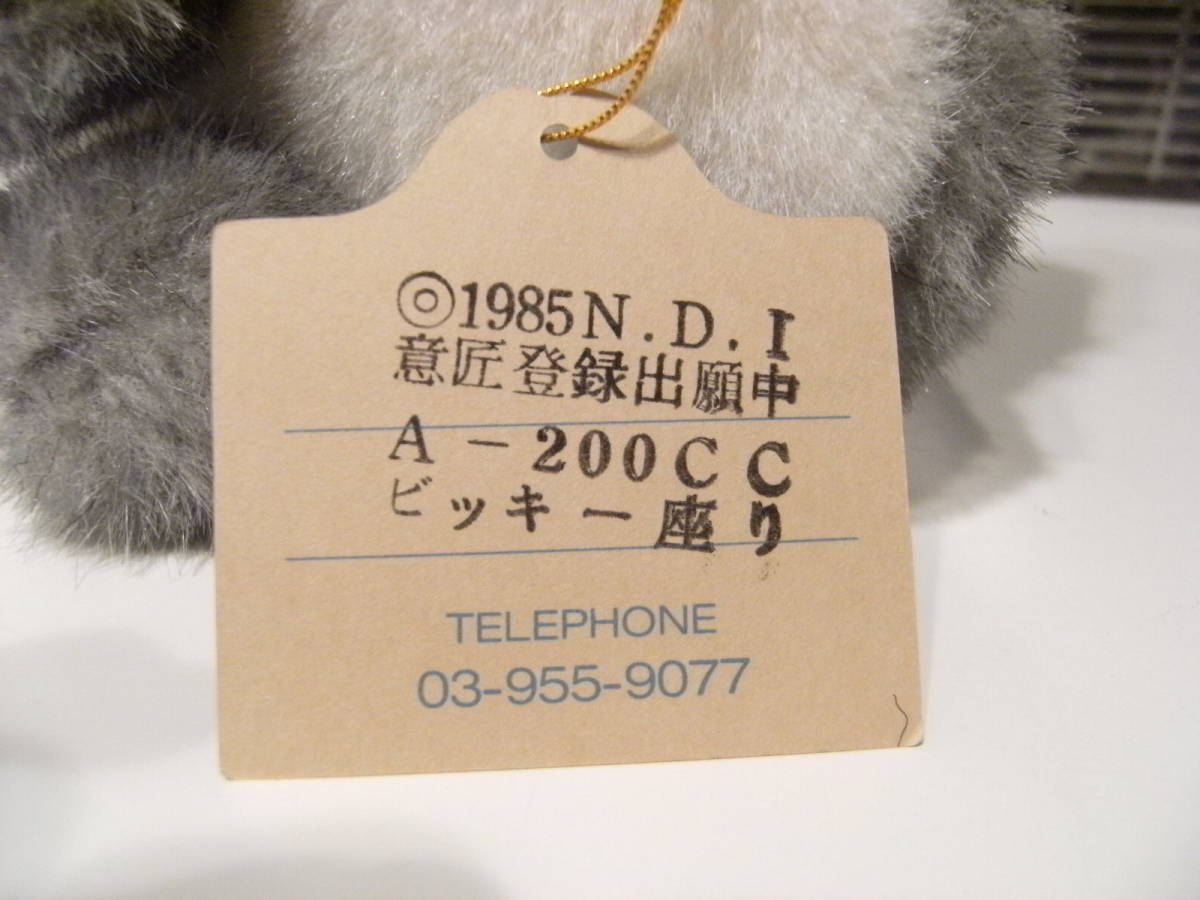 ◎1985N.D.I
意匠登録出願中
A-200CC
ビッキー座り
TELEPHONE
03-955-9077